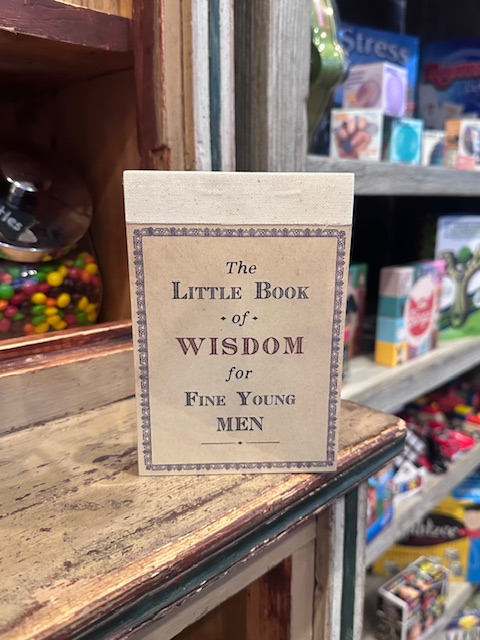 The
LITTLE BOOK
of
WISDOM
for
FINE YOUNG
MEN
Stress